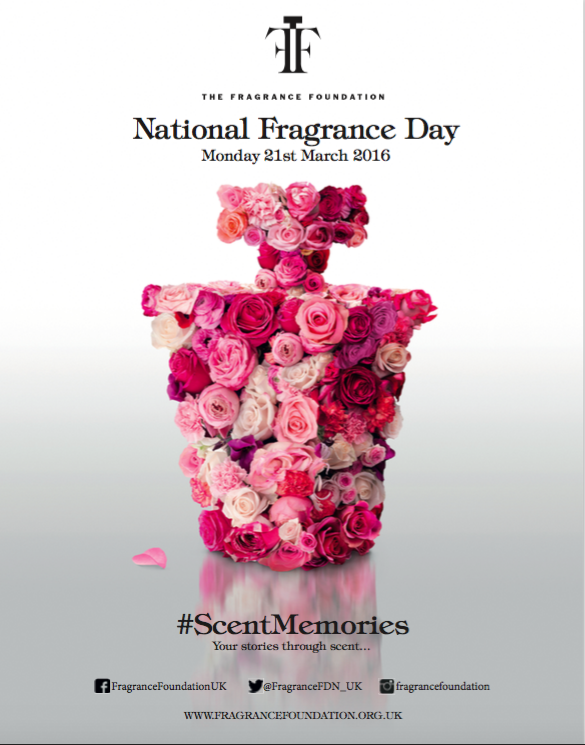 THE FRAGRANCE FOUNDATION
National Fragrance Day
Monday 21st March 2016
#ScentMemories
Your stories through scent...
FragranceFoundationUK @FragranceFDN_UK fragrancefoundation
WWW.FRAGRANCEFOUNDATION.ORG.UK